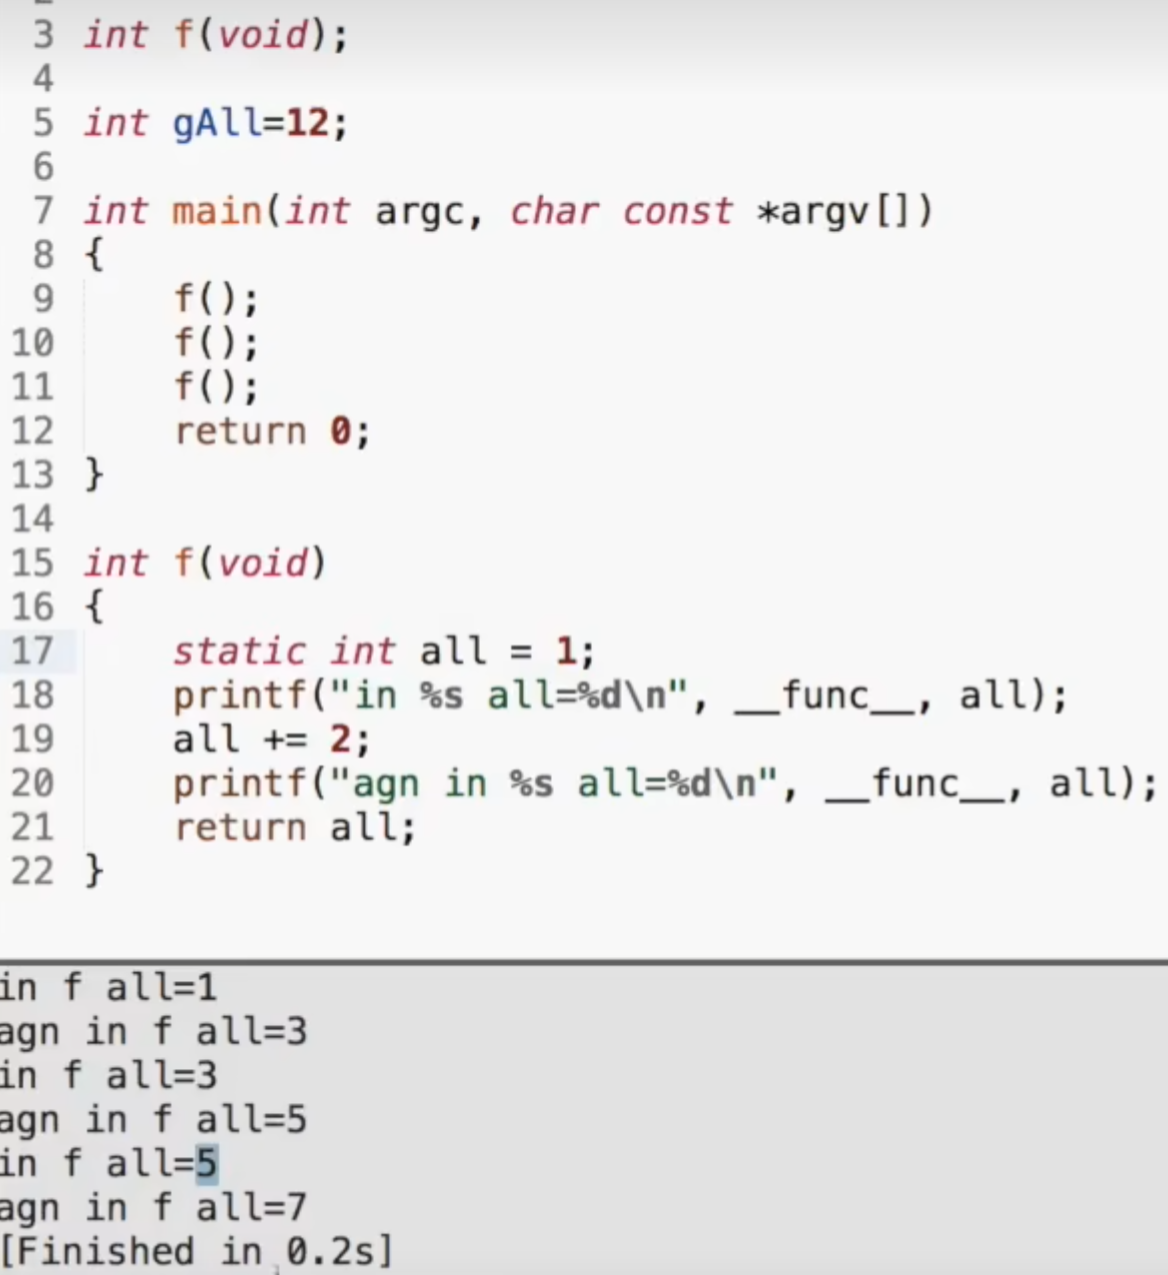 3 int f(void);
4
5 int gAll=12;
6
7 int main(int argc, char const *argv[])
8 {
9     f();
10     f();
11     f();
12     return 0;
13 }
14
15 int f(void)
16 {
17     static int all = 1;
18     printf("in %s all=%d\n", __func__, all);
19     all += 2;
20     printf("agn in %s all=%d\n", __func__, all);
21     return all;
22 }
in f all=1
agn in f all=3
in f all=3
agn in f all=5
in f all=5
agn in f all=7
[Finished in 0.2s]